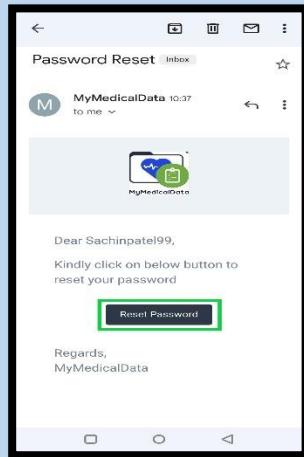 Password Reset Inbox
M
MyMedicalData 10:37
to me
MyMedicalData
Dear Sachinpatel99,
Kindly click on below button to
reset your password
Reset Password
Regards,
MyMedicalData